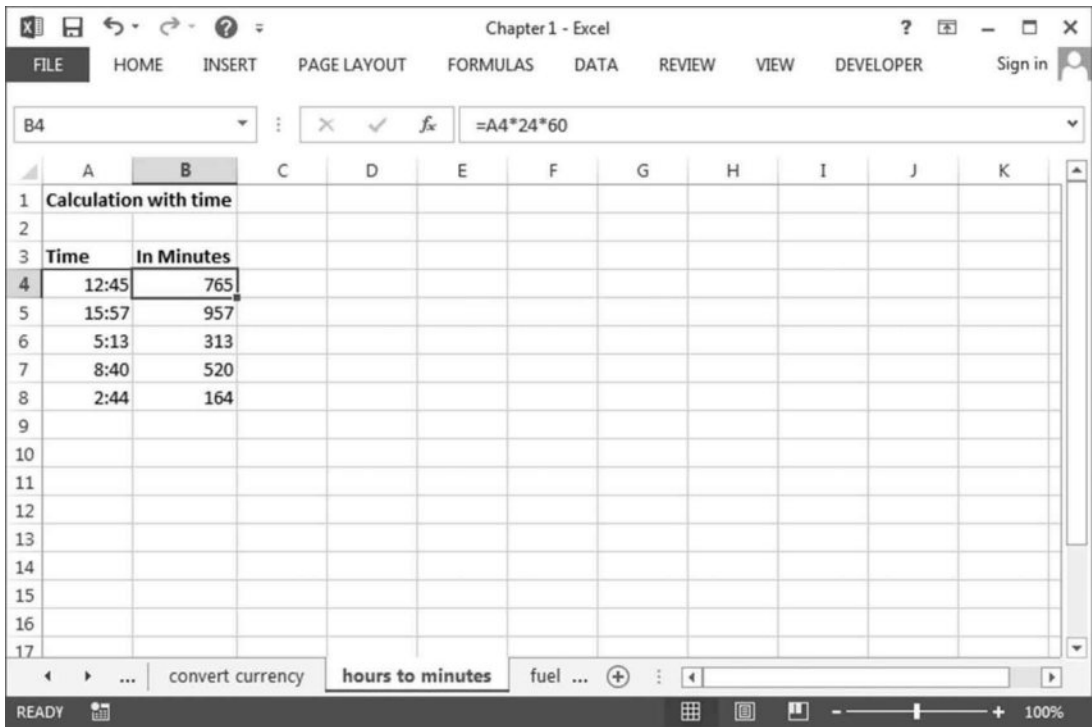 Chapter 1 - Excel
FILE HOME INSERT PAGE LAYOUT FORMULAS DATA REVIEW VIEW DEVELOPER Sign in
B4 fx =A4*24*60
A B C D E F G H I J K
1 Calculation with time
2
3 Time In Minutes
4 12:45 765
5 15:57 957
6 5:13 313
7 8:40 520
8 2:44 164
9
10
11
12
13
14
15
16
17
... convert currency hours to minutes fuel ...
READY 100%